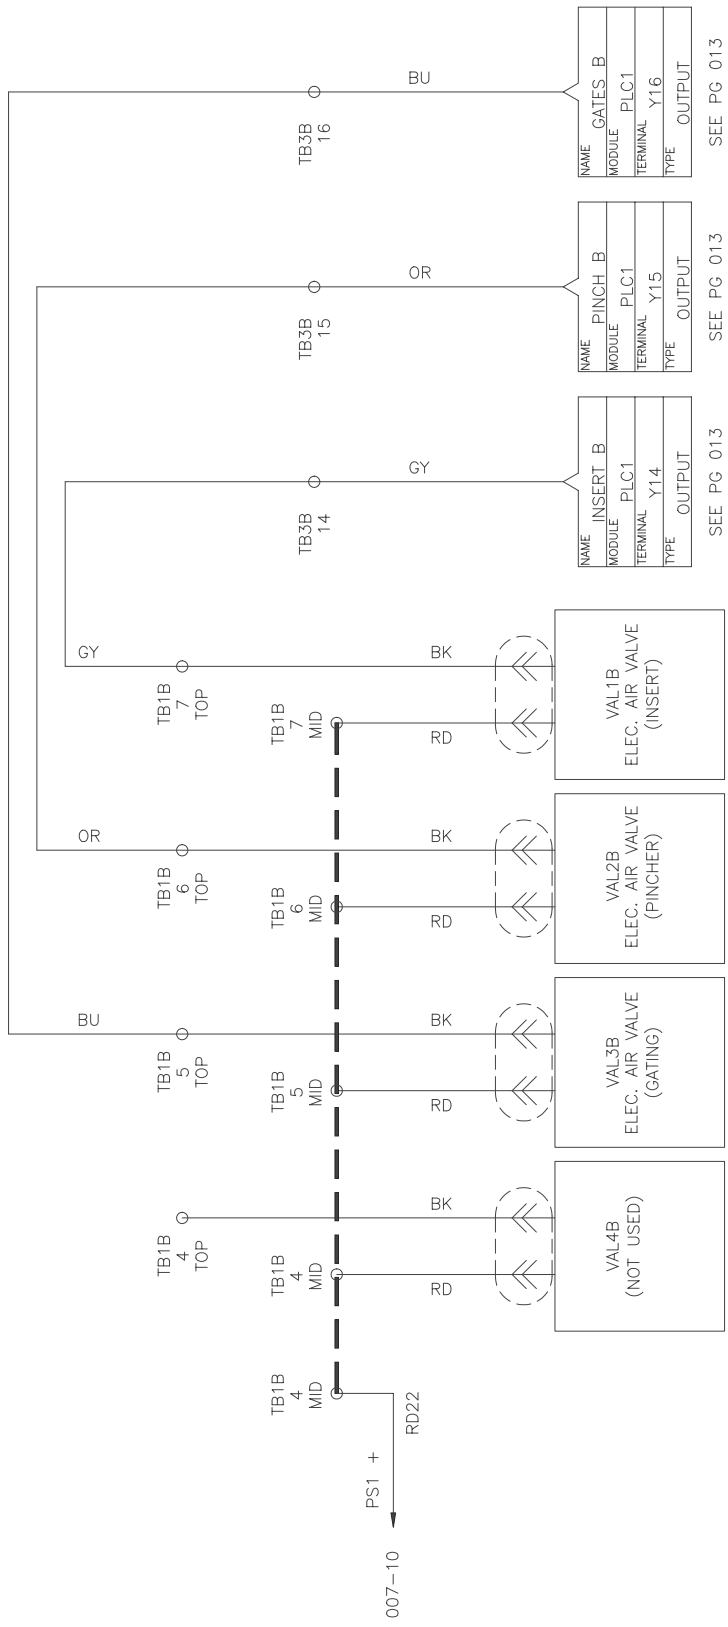 007-10
PS1 +
RD22
TB1B
4
MID
TB1B
4
MID
TB1B
4
TOP
RD
BK
VAL4B
(NOT USED)
TB1B
5
MID
TB1B
5
TOP
BU
RD
BK
VAL3B
ELEC. AIR VALVE
(GATING)
TB1B
6
MID
TB1B
6
TOP
OR
RD
BK
VAL2B
ELEC. AIR VALVE
(PINCHER)
TB1B
7
MID
TB1B
7
TOP
GY
RD
BK
VAL1B
ELEC. AIR VALVE
(INSERT)
TB3B
14
GY
NAME INSERT B
MODULE PLC1
TERMINAL Y14
TYPE OUTPUT
SEE PG 013
TB3B
15
OR
NAME PINCH B
MODULE PLC1
TERMINAL Y15
TYPE OUTPUT
SEE PG 013
TB3B
16
BU
NAME GATES B
MODULE PLC1
TERMINAL Y16
TYPE OUTPUT
SEE PG 013